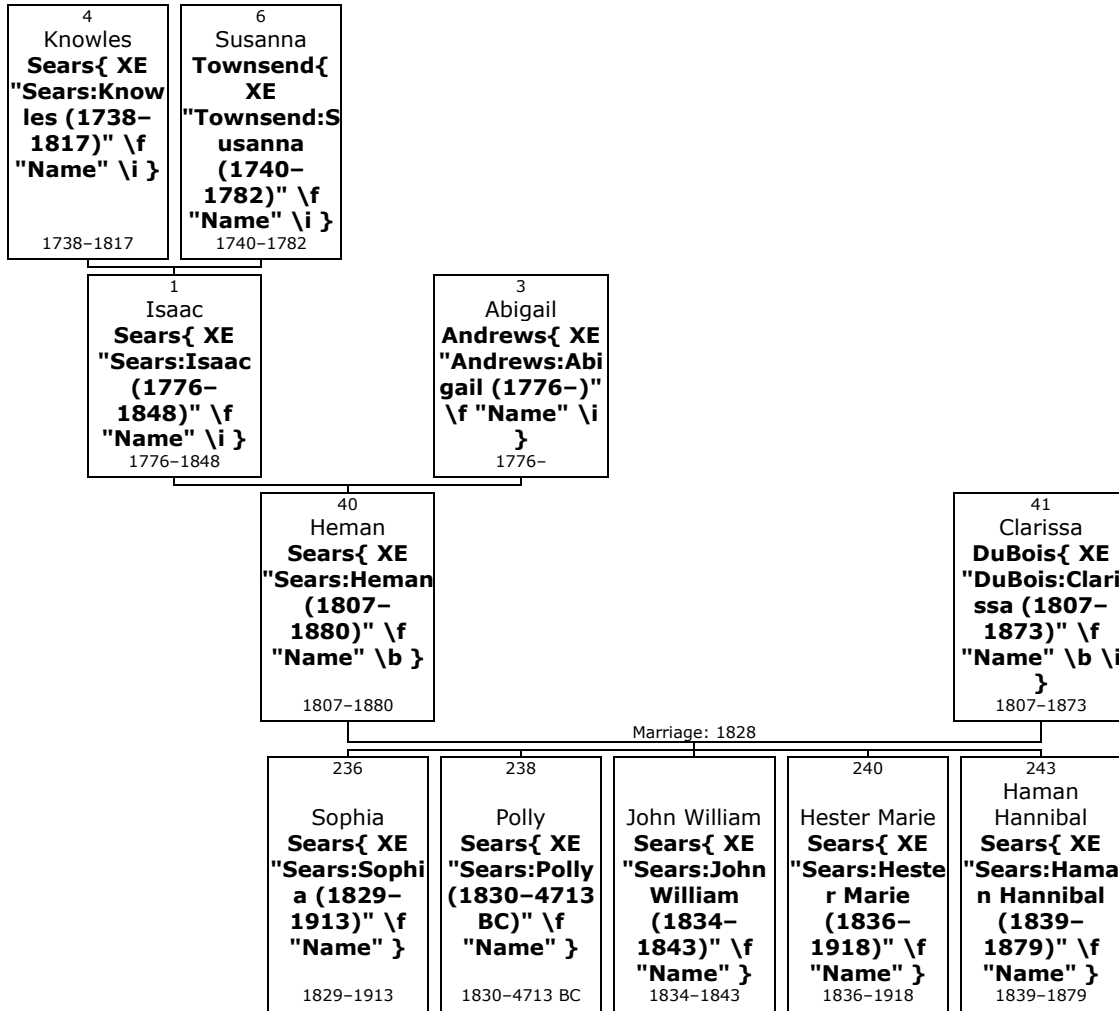 4
Knowles
Sears{ XE
"Sears:Know
les (1738–
1817)" \f
"Name" \i }
1738–1817
6
Susanna
Townsend{
XE
"Townsend:S
usanna
(1740–
1782)" \f
"Name" \i }
1740–1782
1
Isaac
Sears{ XE
"Sears:Isaac
(1776–
1848)" \f
"Name" \i }
1776–1848
3
Abigail
Andrews{ XE
"Andrews:Abi
gail (1776–)"
\f "Name" \i
}
1776–
40
Heman
Sears{ XE
"Sears:Heman
(1807–
1880)" \f
"Name" \b }
1807–1880
41
Clarissa
DuBois{ XE
"DuBois:Clari
ssa (1807–
1873)" \f
"Name" \b \i
}
1807–1873
Marriage: 1828
236
Sophia
Sears{ XE
"Sears:Sophi
a (1829–
1913)" \f
"Name" }
1829–1913
238
Polly
Sears{ XE
"Sears:Polly
(1830–4713
BC)" \f
"Name" }
1830–4713 BC
John William
Sears{ XE
"Sears:John
William
(1834–
1843)" \f
"Name" }
1834–1843
240
Hester Marie
Sears{ XE
"Sears:Heste
r Marie
(1836–
1918)" \f
"Name" }
1836–1918
243
Haman
Hannibal
Sears{ XE
"Sears:Hama
n Hannibal
(1839–
1879)" \f
"Name" }
1839–1879